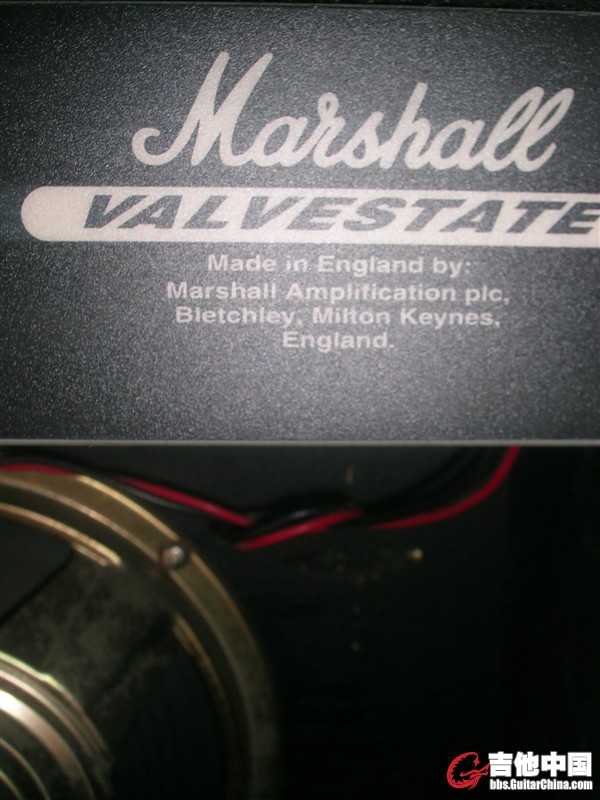 Marshall
VALVESTATE
Made in England by:
Marshall Amplification plc,
Bletchley, Milton Keynes,
England.
吉他中国
bbs.GuitarChina.com